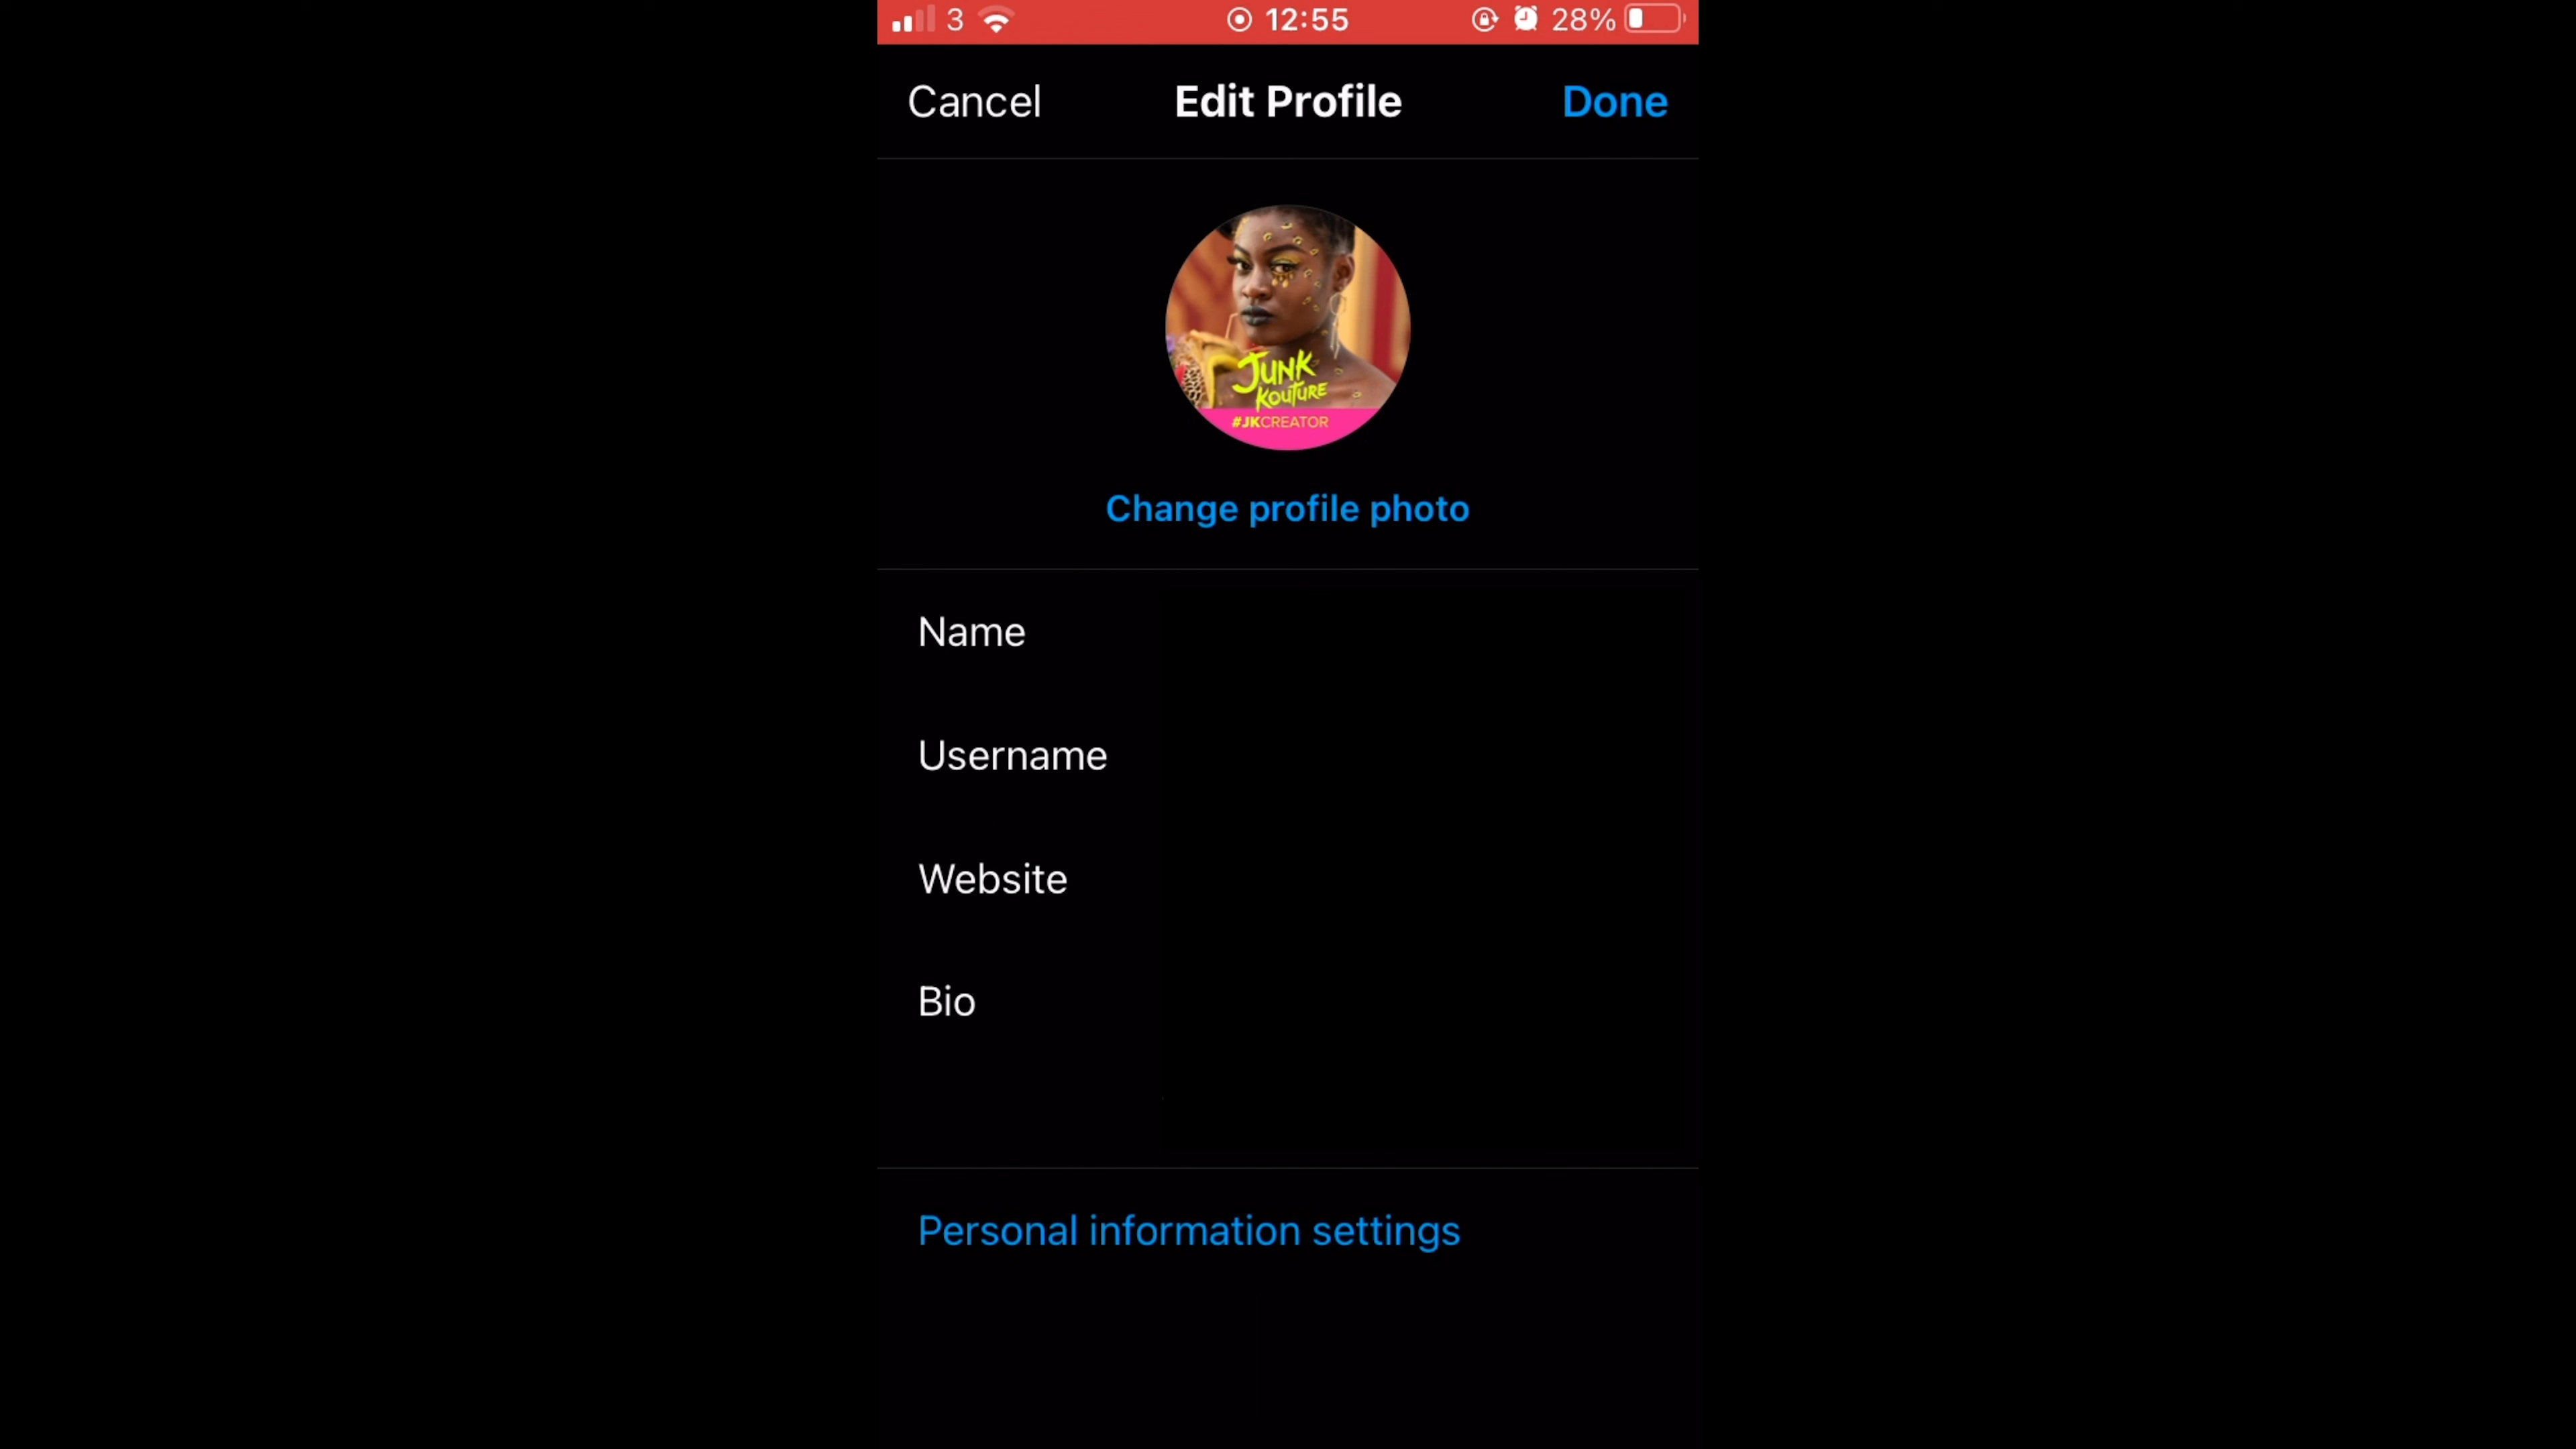 3 12:55 28%
Cancel Edit Profile Done
JUNK
KOUTURE
#JKCREATOR
Change profile photo
Name
Username
Website
Bio
Personal information settings